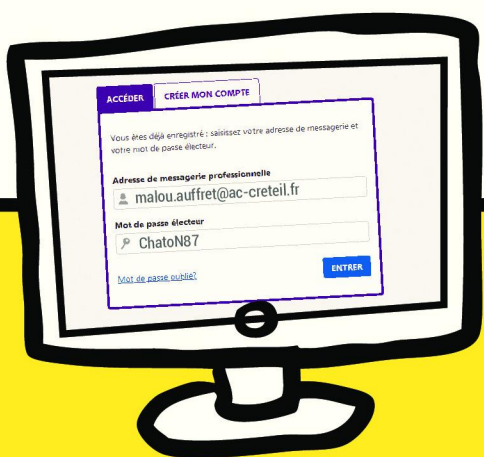 ACCÉDER
CRÉER MON COMPTE
Vous êtes déjà enregistré : saisissez votre adresse de messagerie et
votre mot de passe électeur.
Adresse de messagerie professionnelle
malou.auffret@ac-creteil.fr
Mot de passe électeur
ChatoN87
Mot de passe oublié?
ENTRER